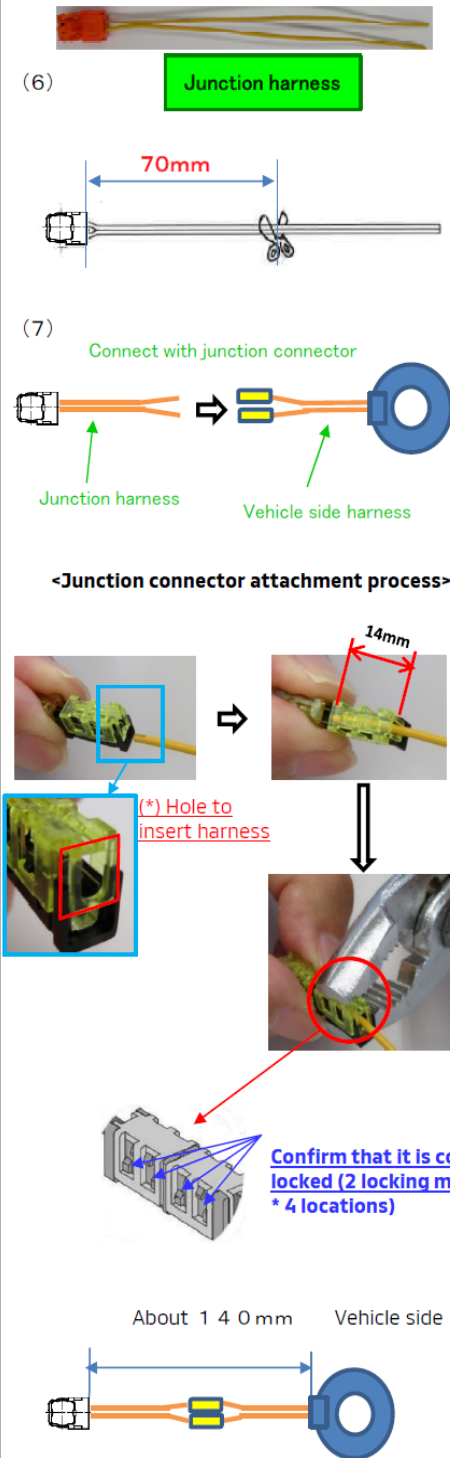 Junction harness
(6)
70mm
(7)
Connect with junction connector
Junction harness
Vehicle side harness
<Junction connector attachment process>
14mm
(*) Hole to
insert harness
Confirm that it is
locked (2 locking
* 4 locations)
About 140mm Vehicle side